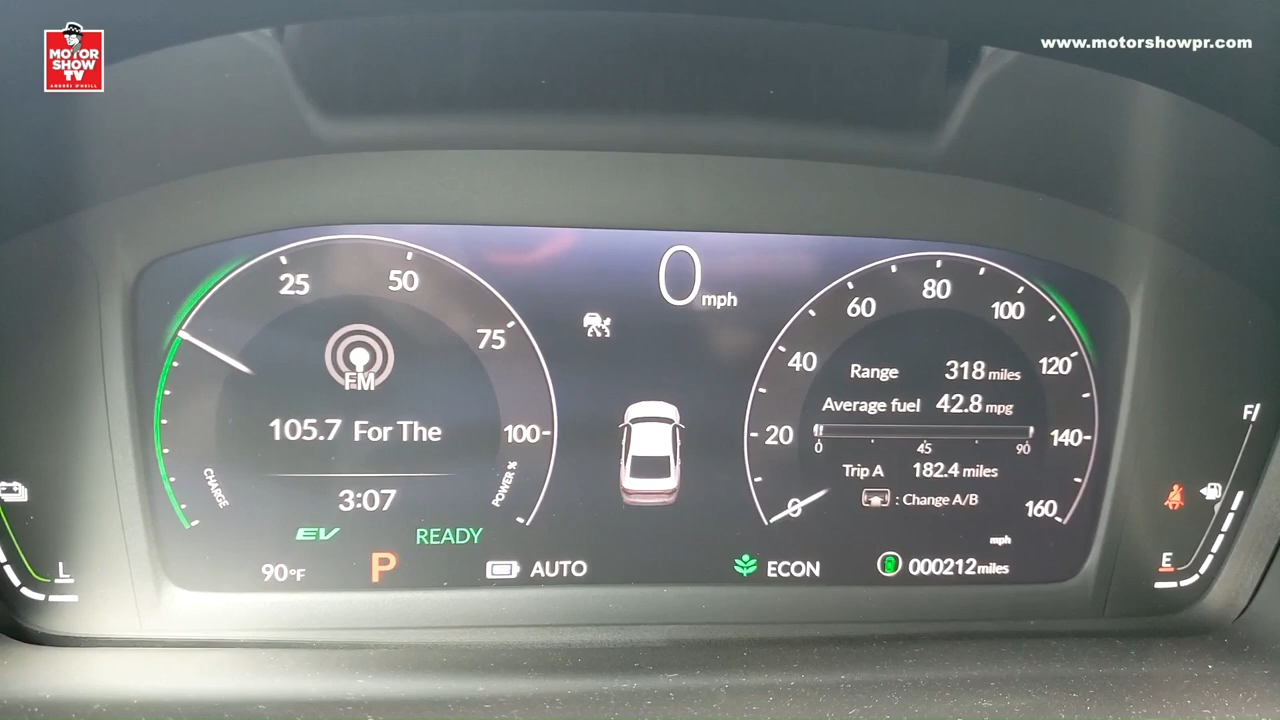 MOTOR
SHOW
TV
ANDRÉS O'NEILL
www.motorshowpr.com
25
50
75
100
CHARGE
POWER %
FM
105.7 For The
3:07
EV
READY
90°F
P
AUTO
0 mph
ECON
000212 miles
0
20
40
60
80
100
120
140
160
mph
Range 318 miles
Average fuel 42.8 mpg
0 45 90
Trip A 182.4 miles
: Change A/B
L
F
E